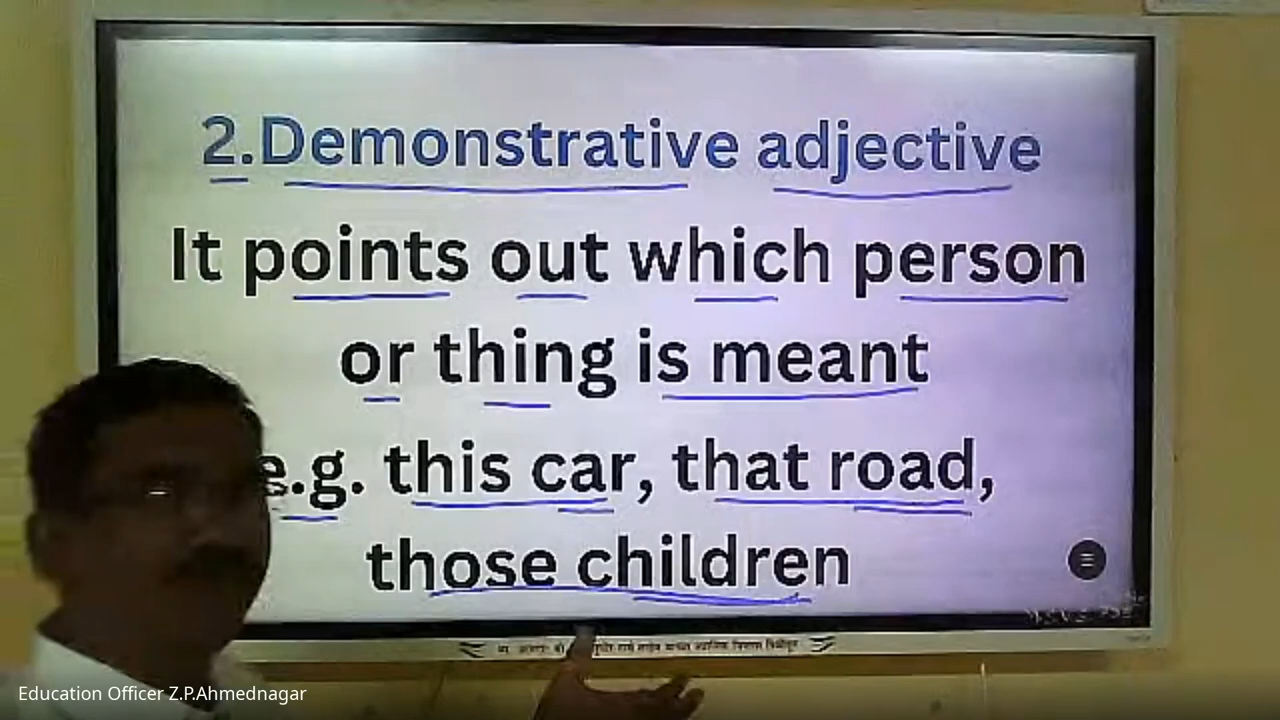 2.Demonstrative adjective
It points out which person
or thing is meant
e.g. this car, that road,
those children
Education Officer Z.P.Ahmednagar